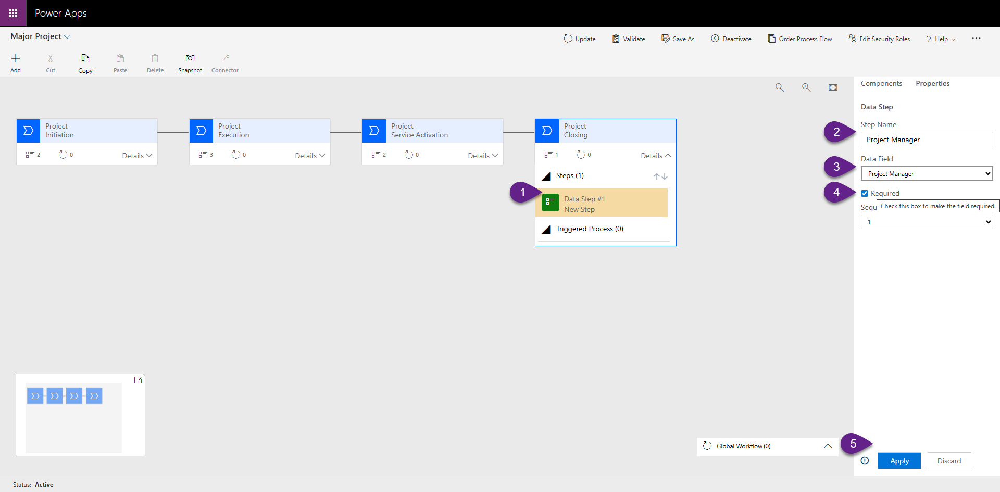 Power Apps
Major Project
Update
Validate
Save As
Deactivate
Order Process Flow
Edit Security Roles
? Help
...
Add
Cut
Copy
Paste
Delete
Snapshot
Connector
Components
Properties
Project
Initiation
2
0
Details
Project
Execution
3
0
Details
Project
Service Activation
2
0
Details
Project
Closing
1
0
Details
Steps (1)
1
Data Step #1
New Step
Triggered Process (0)
Data Step
Step Name
2
Project Manager
Data Field
3
Project Manager
4
Required
Check this box to make the field required.
Sequ
1
Global Workflow (0)
5
Apply
Discard
Status: Active